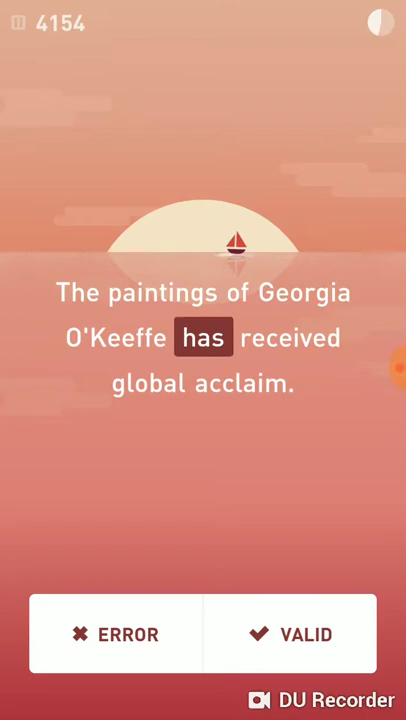 4154
The paintings of Georgia
O'Keeffe has received
global acclaim.
✖ ERROR
✔ VALID
DU Recorder